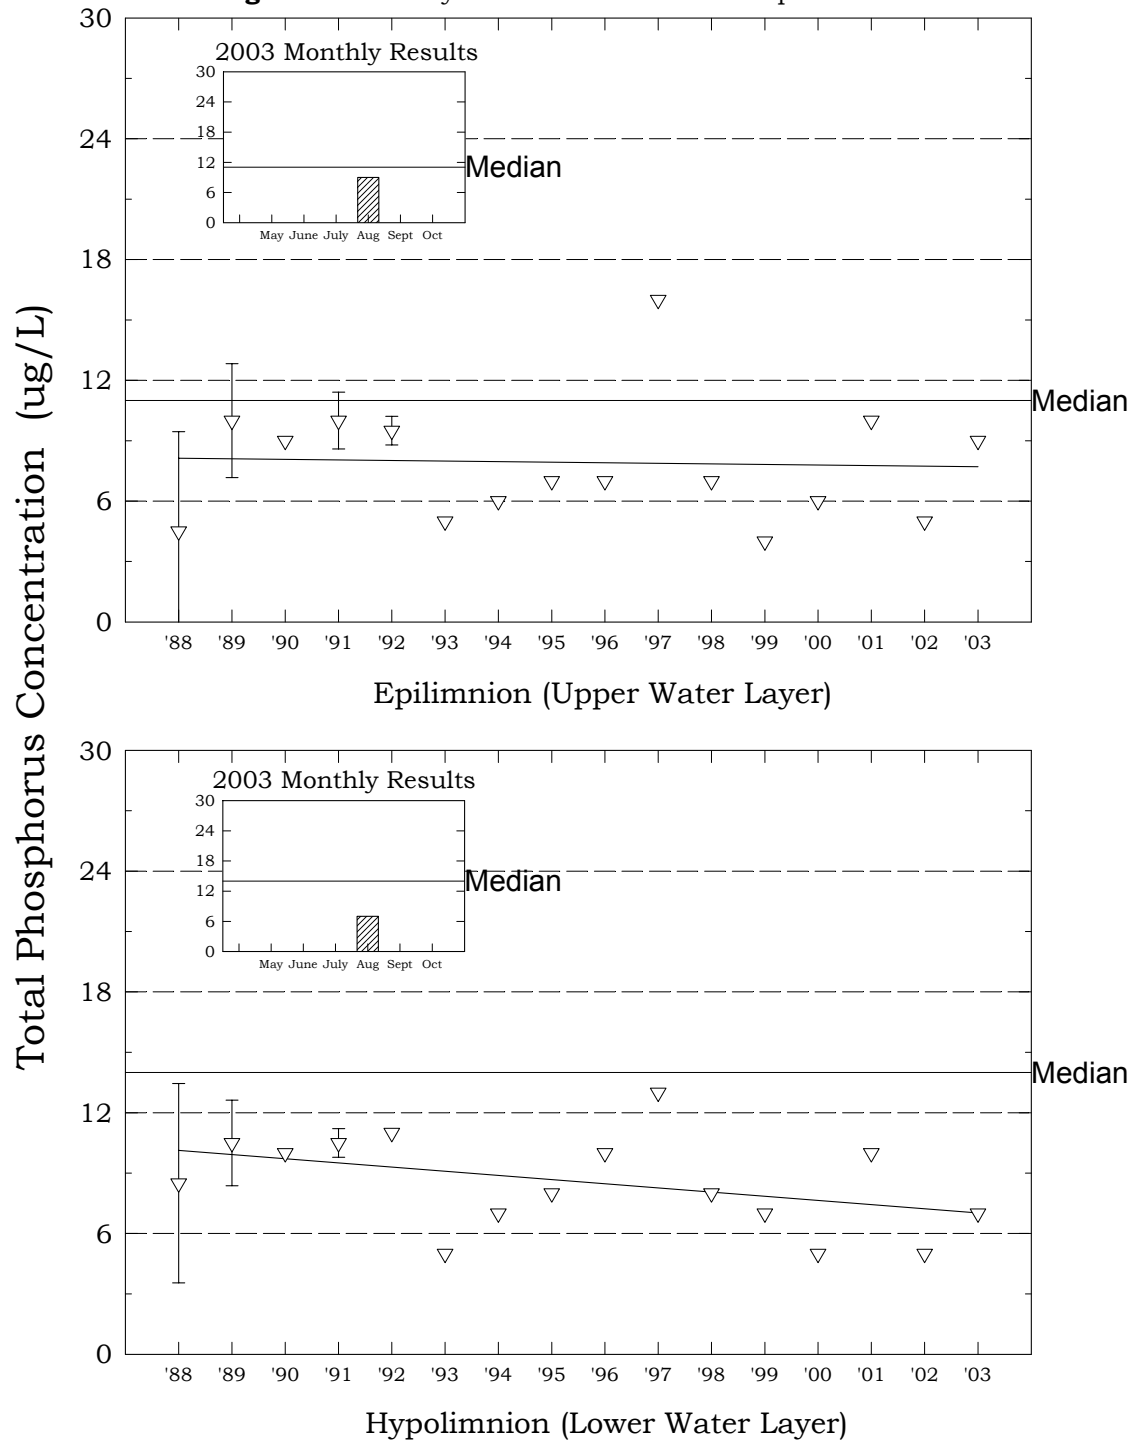 2003 Monthly Results
30
24
18
12
6
0
Median
May June July Aug Sept Oct
30
24
18
12
6
0
Median
'88 '89 '90 '91 '92 '93 '94 '95 '96 '97 '98 '99 '00 '01 '02 '03
Epilimnion (Upper Water Layer)
Total Phosphorus Concentration (ug/L)
2003 Monthly Results
30
24
18
12
6
0
Median
May June July Aug Sept Oct
30
24
18
12
6
0
Median
'88 '89 '90 '91 '92 '93 '94 '95 '96 '97 '98 '99 '00 '01 '02 '03
Hypolimnion (Lower Water Layer)